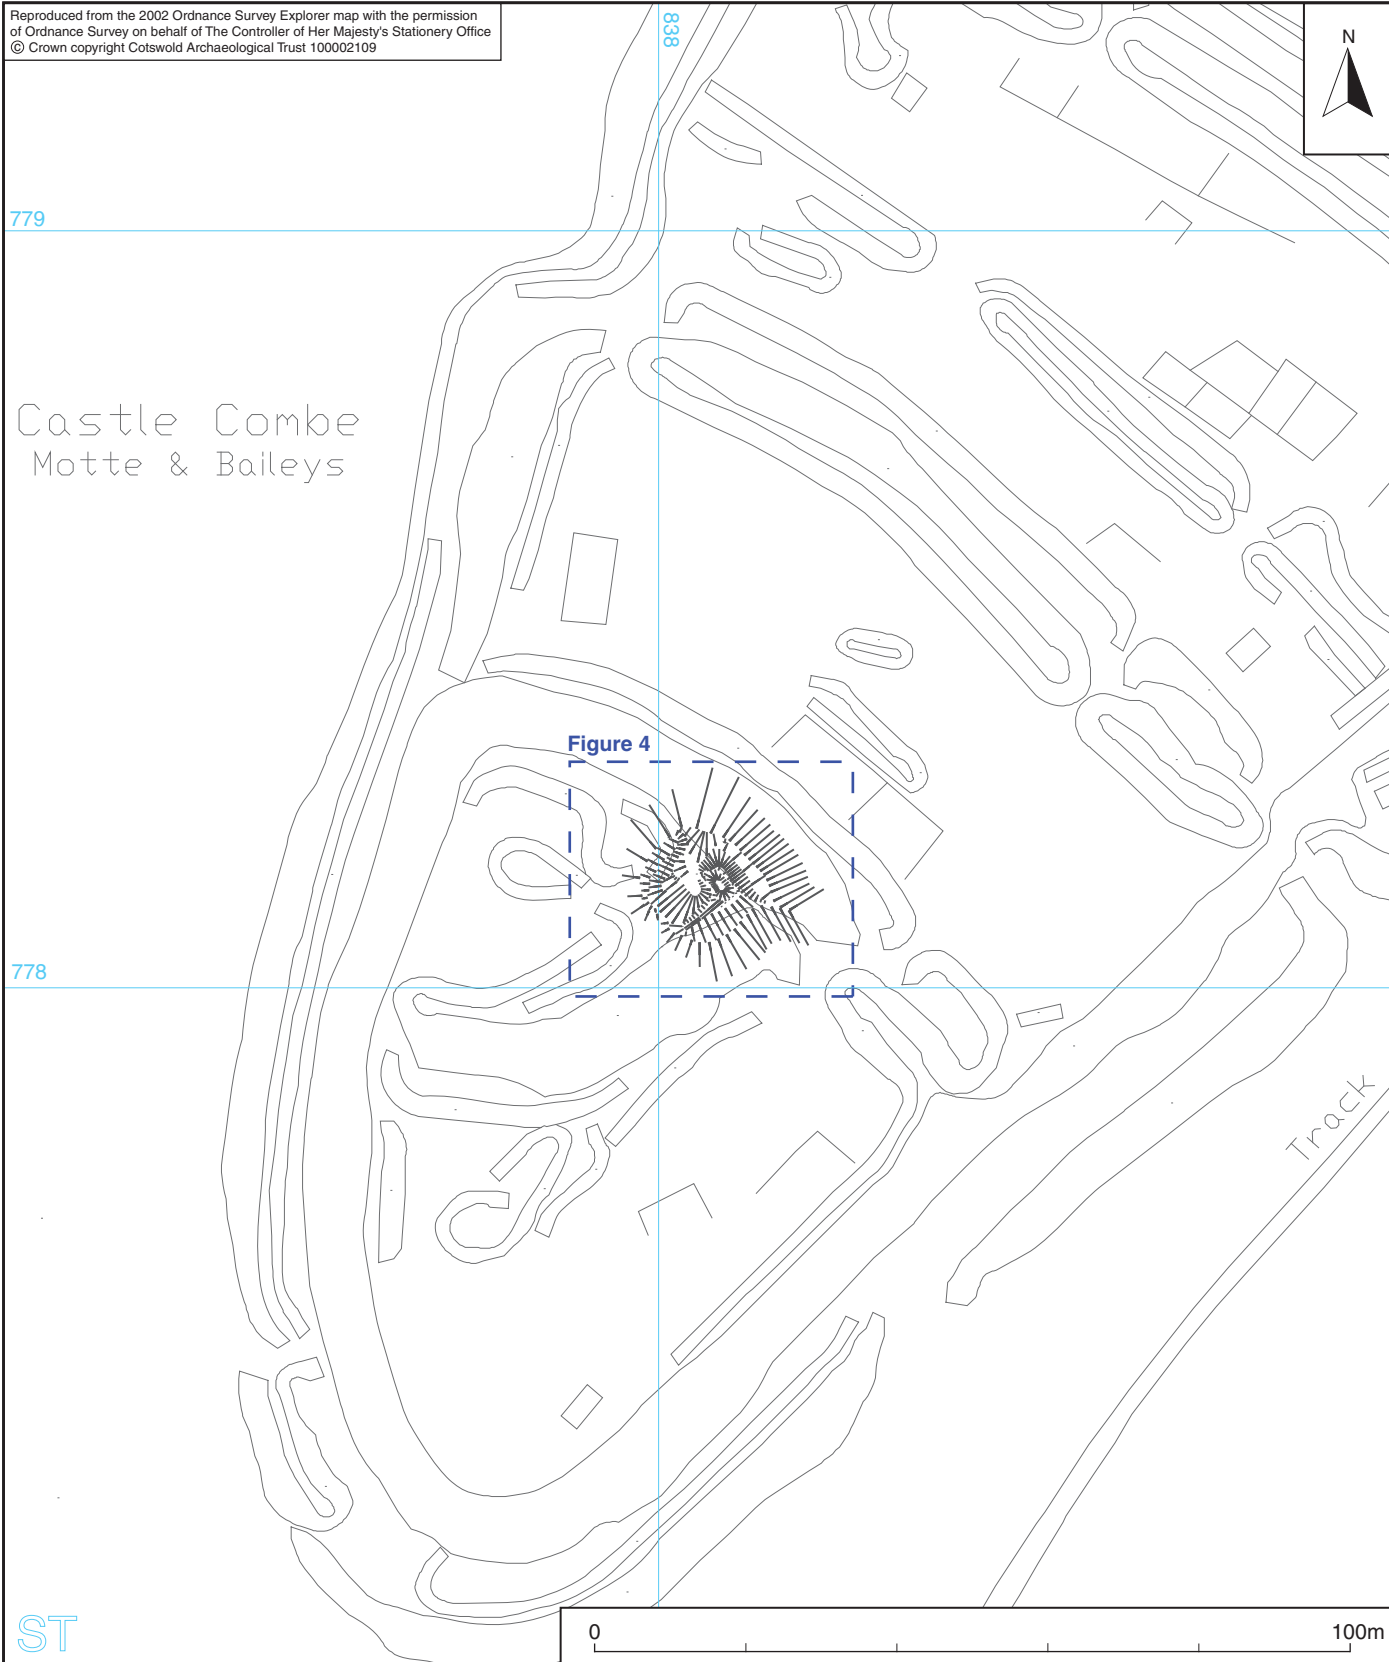 Reproduced from the 2002 Ordnance Survey Explorer map with the permission
of Ordnance Survey on behalf of The Controller of Her Majesty's Stationery Office
© Crown copyright Cotswold Archaeological Trust 100002109
838
N
779
Castle Combe
Motte & Baileys
Figure 4
778
Track
ST
0
100m